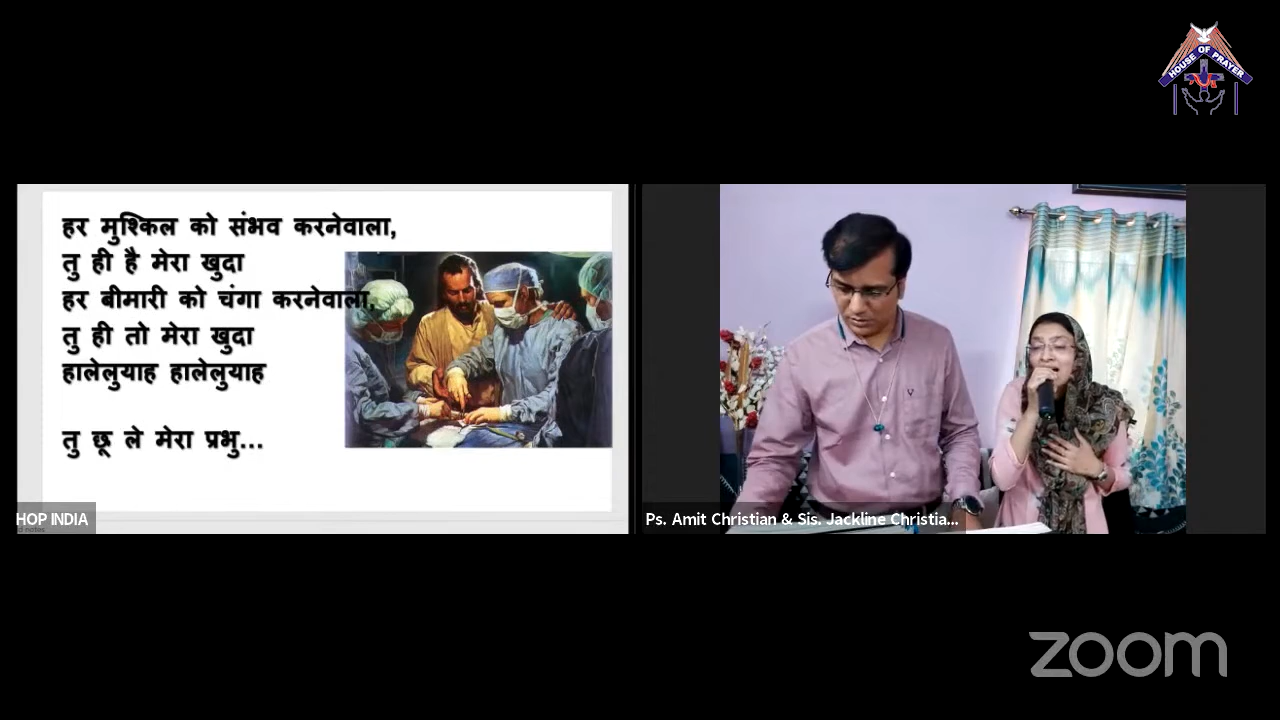 HOUSE OF PRAYER
हर मुश्किल को संभव करनेवाला,
तु ही है मेरा खुदा
हर बीमारी को चंगा करनेवाला,
तु ही तो मेरा खुदा
हालेलुयाह हालेलुयाह
तु छू ले मेरा प्रभु...
HOP INDIA
Ps. Amit Christian & Sis. Jackline Christia...
zoom